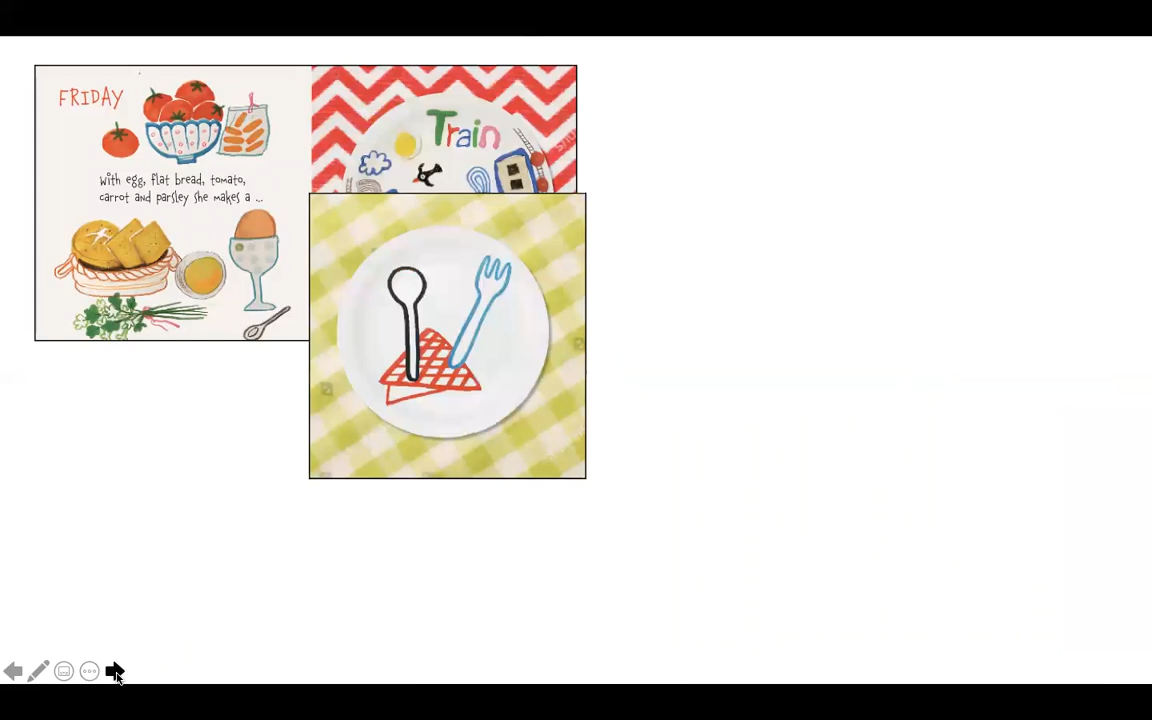 FRIDAY
With egg, flat bread, tomato,
carrot and parsley she makes a ...
Train